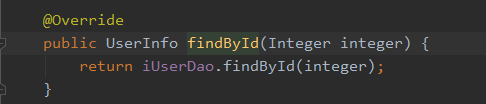 @Override
public UserInfo findById(Integer integer) {
    return iUserDao.findById(integer);
}